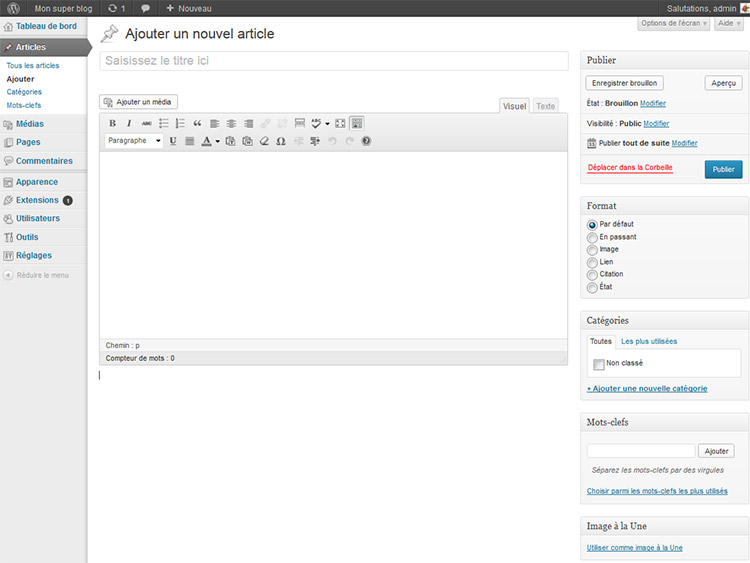 Mon super blog
1
Nouveau
Salutations, admin
Tableau de bord
Articles
Tous les articles
Ajouter
Catégories
Mots-clefs
Médias
Pages
Commentaires
Apparence
Extensions 1
Utilisateurs
Outils
Réglages
Réduire le menu
Options de l'écran
Aide
Ajouter un nouvel article
Saisissez le titre ici
Ajouter un média
Visuel
Texte
B I ABC
ABC
Paragraphe
U
A
Ω
Chemin : p
Compteur de mots : 0
Publier
Enregistrer brouillon
Aperçu
État : Brouillon Modifier
Visibilité : Public Modifier
Publier tout de suite Modifier
Déplacer dans la Corbeille
Publier
Format
Par défaut
En passant
Image
Lien
Citation
État
Catégories
Toutes
Les plus utilisées
Non classé
+ Ajouter une nouvelle catégorie
Mots-clefs
Ajouter
Séparez les mots-clefs par des virgules
Choisir parmi les mots-clefs les plus utilisés
Image à la Une
Utiliser comme image à la Une